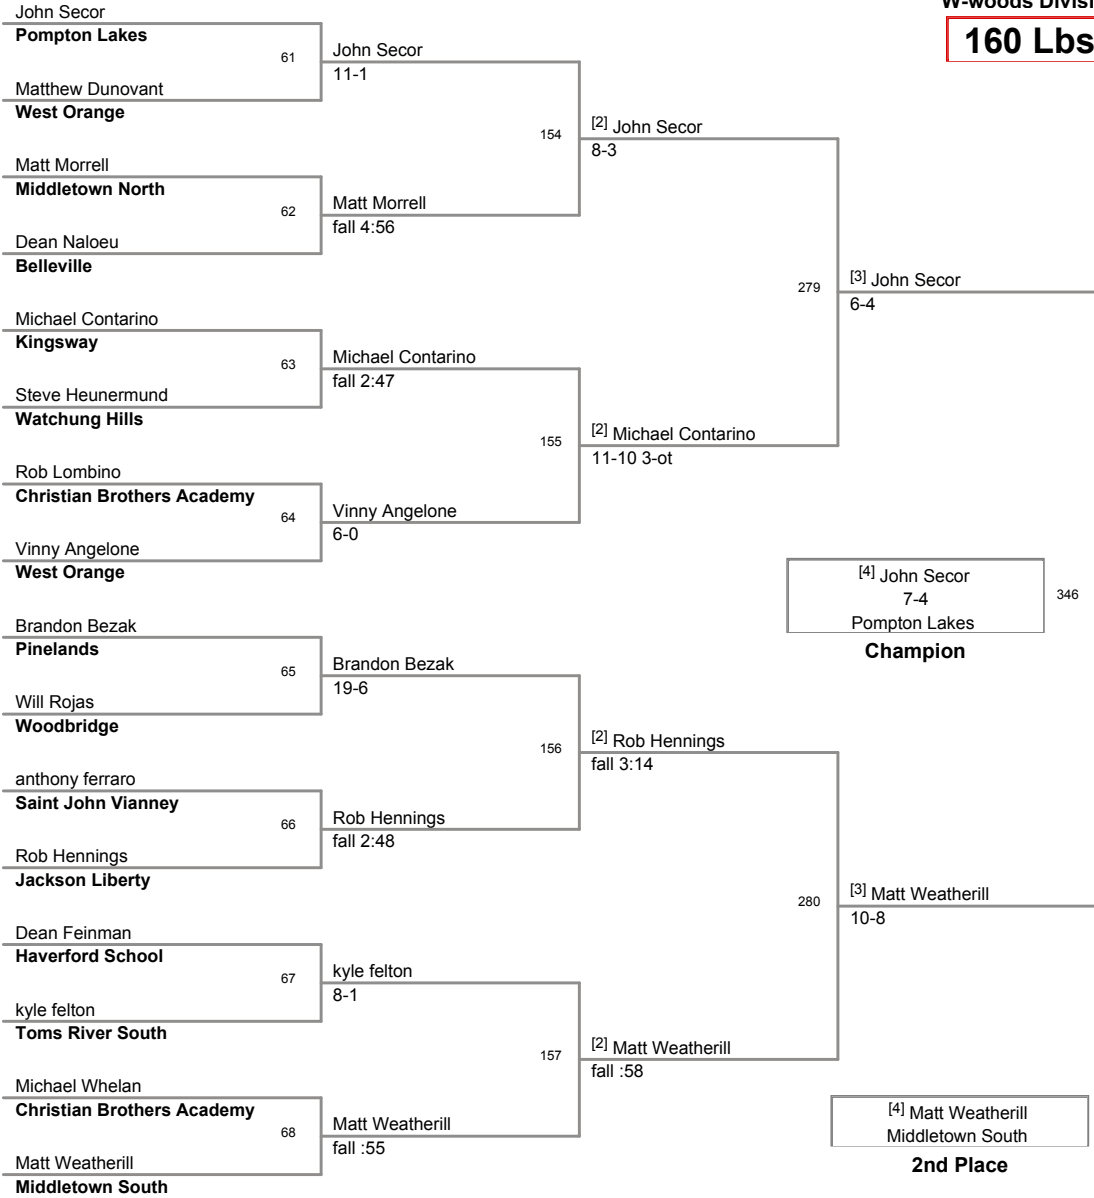 W-woods Divisi
160 Lbs
John Secor
Pompton Lakes
61
Matthew Dunovant
West Orange
John Secor
11-1
Matt Morrell
Middletown North
62
Dean Naloeu
Belleville
Matt Morrell
fall 4:56
154
[2] John Secor
8-3
Michael Contarino
Kingsway
63
Steve Heunermund
Watchung Hills
Michael Contarino
fall 2:47
Rob Lombino
Christian Brothers Academy
64
Vinny Angelone
West Orange
Vinny Angelone
6-0
155
[2] Michael Contarino
11-10 3-ot
279
[3] John Secor
6-4
[4] John Secor
7-4
Pompton Lakes
346
Champion
Brandon Bezak
Pinelands
65
Will Rojas
Woodbridge
Brandon Bezak
19-6
anthony ferraro
Saint John Vianney
66
Rob Hennings
Jackson Liberty
Rob Hennings
fall 2:48
156
[2] Rob Hennings
fall 3:14
Dean Feinman
Haverford School
67
kyle felton
Toms River South
kyle felton
8-1
Michael Whelan
Christian Brothers Academy
68
Matt Weatherill
Middletown South
Matt Weatherill
fall :55
157
[2] Matt Weatherill
fall :58
280
[3] Matt Weatherill
10-8
[4] Matt Weatherill
Middletown South
2nd Place